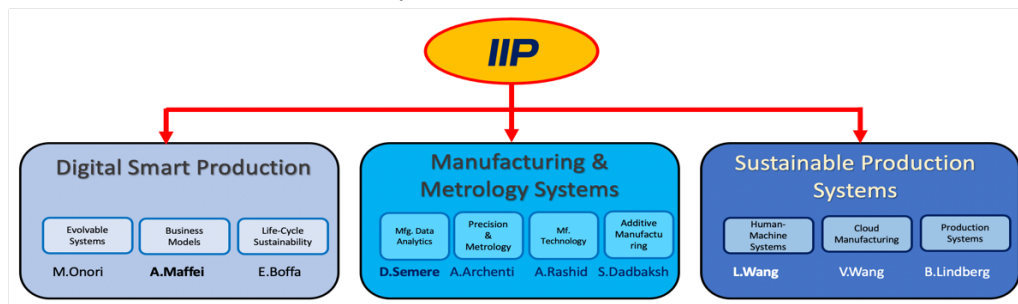 IIP
Digital Smart Production
Evolvable
Systems
Business
Models
Life-Cycle
Sustainability
M.Onori
A.Maffei
E.Boffa
Manufacturing &
Metrology Systems
Mfg. Data
Analytics
Precision
&
Metrology
Mf.
Technology
Additive
Manufactu
ring
D.Semere
A.Archenti
A.Rashid
S.Dadbaksh
Sustainable Production
Systems
Human-
Machine
Systems
Cloud
Manufacturing
Production
Systems
L.Wang
V.Wang
B.Lindberg